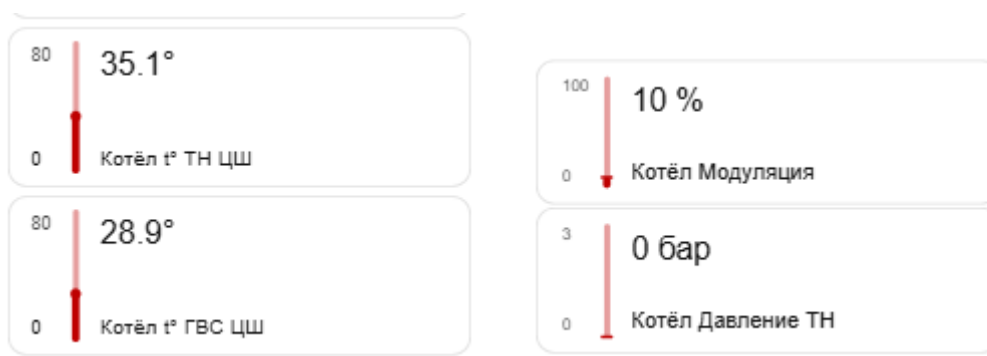 80
35.1°
0
Котёл t° ТН ЦШ
80
28.9°
0
Котёл t° ГВС ЦШ
100
10 %
0
Котёл Модуляция
3
0 бар
0
Котёл Давление ТН